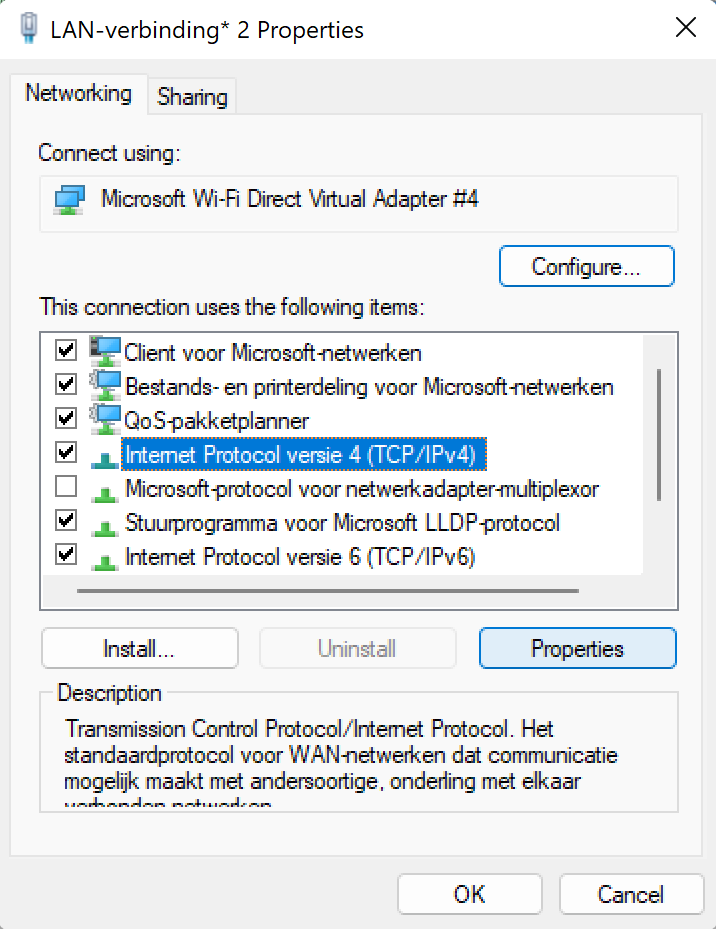 LAN-verbinding* 2 Properties
Networking
Sharing
Connect using:
Microsoft Wi-Fi Direct Virtual Adapter #4
Configure...
This connection uses the following items:
Client voor Microsoft-netwerken
Bestands- en printerdeling voor Microsoft-netwerken
QoS-pakketplanner
Internet Protocol versie 4 (TCP/IPv4)
Microsoft-protocol voor netwerkadapter-multiplexor
Stuurprogramma voor Microsoft LLDP-protocol
Internet Protocol versie 6 (TCP/IPv6)
Install...
Uninstall
Properties
Description
Transmission Control Protocol/Internet Protocol. Het
standaardprotocol voor WAN-netwerken dat communicatie
mogelijk maakt met andersoortige, onderling met elkaar
verbonden netwerken
OK
Cancel